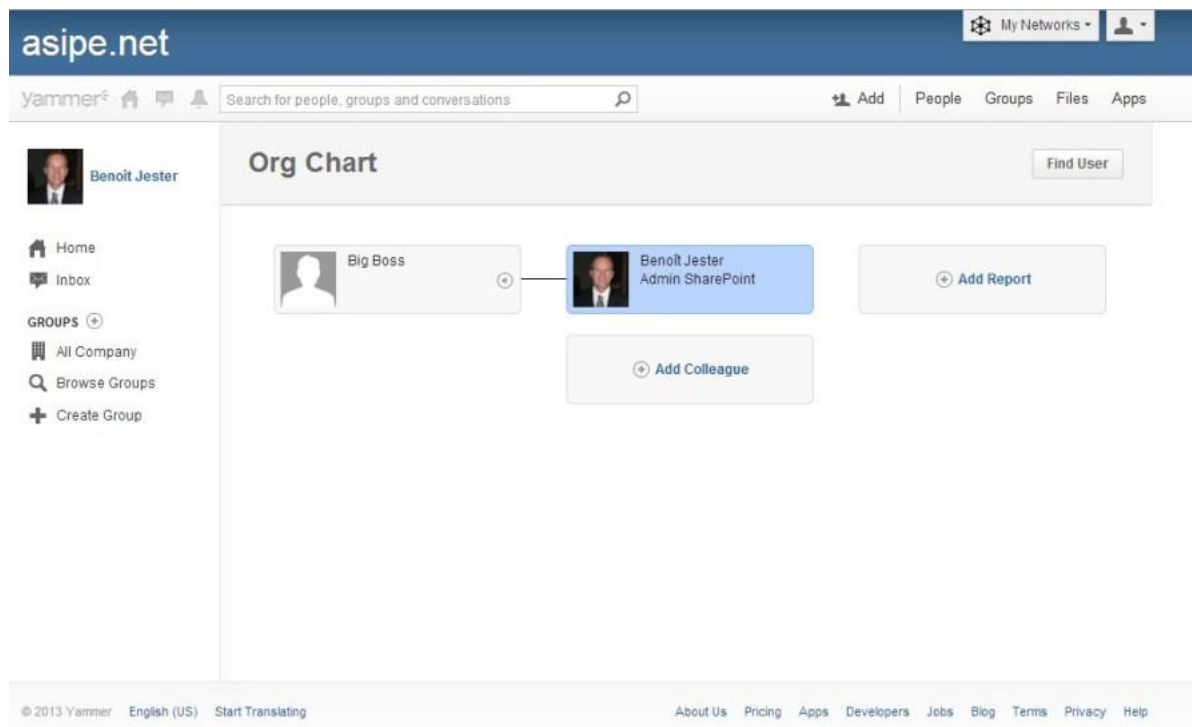 asipe.net
My Networks
yammer
Search for people, groups and conversations
Add
People
Groups
Files
Apps
Benoît Jester
Org Chart
Find User
Home
Inbox
GROUPS
All Company
Browse Groups
Create Group
Big Boss
Benoît Jester
Admin SharePoint
Add Report
Add Colleague
© 2013 Yammer English (US) Start Translating
About Us Pricing Apps Developers Jobs Blog Terms Privacy Help